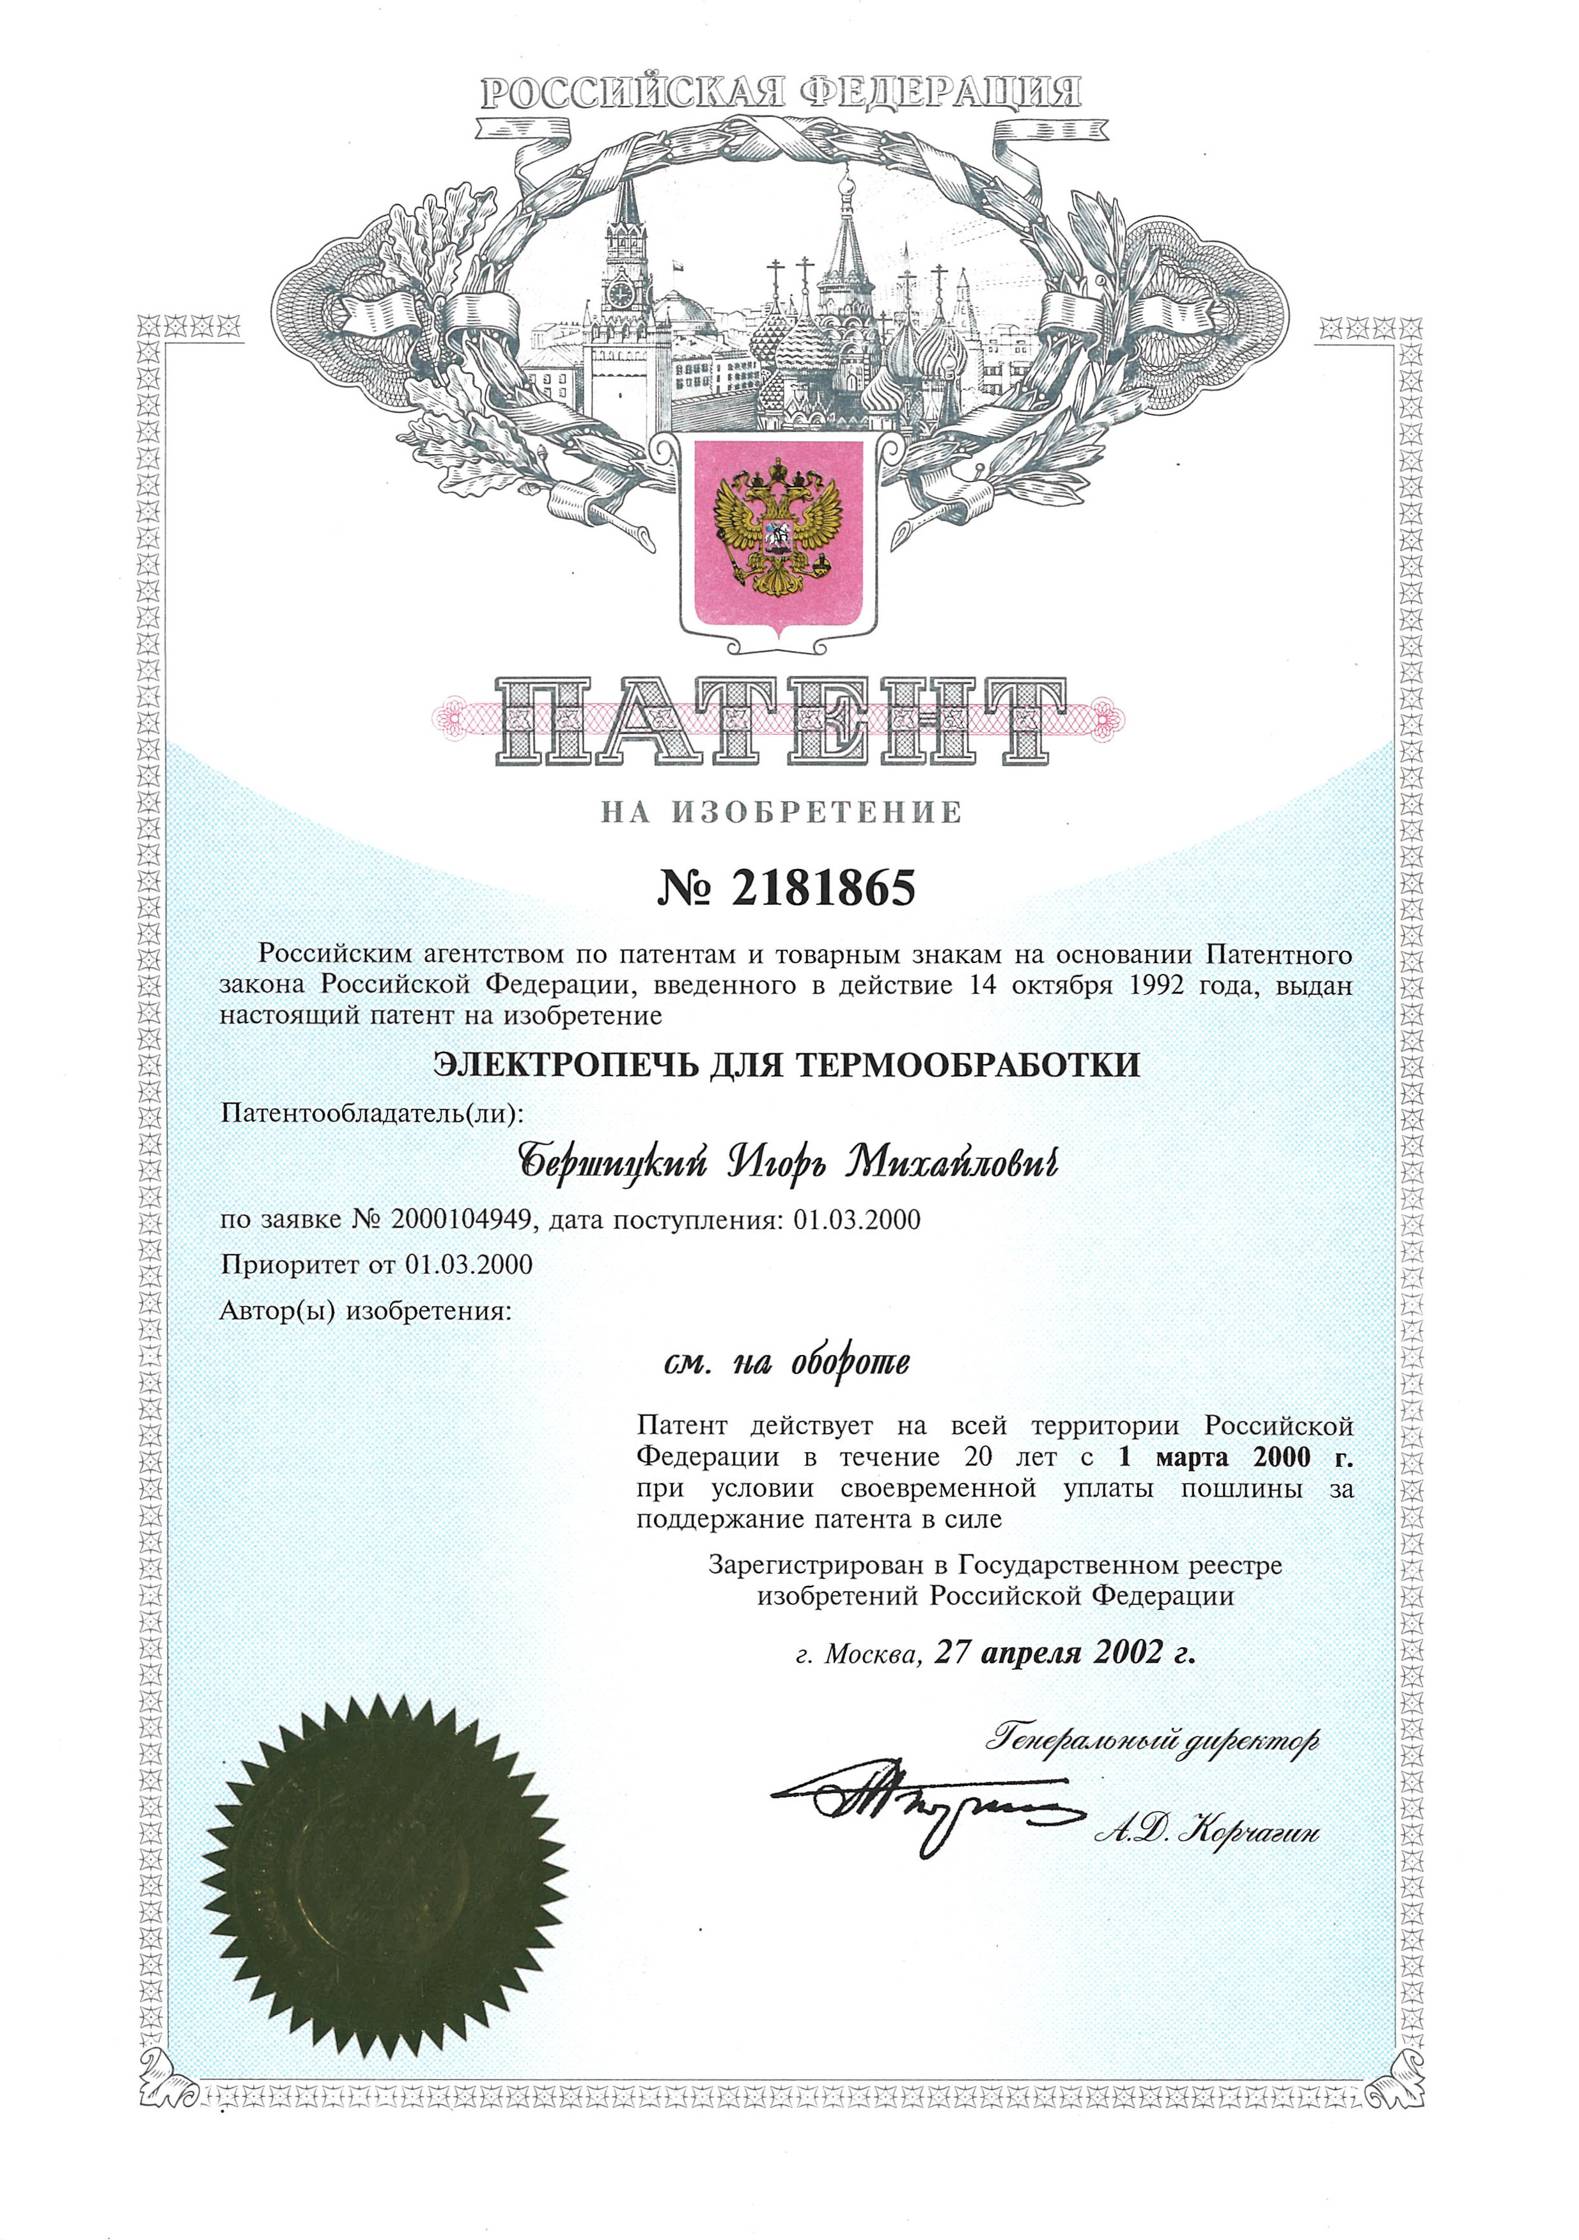 РОССИЙСКАЯ ФЕДЕРАЦИЯ
ПАТЕНТ
НА ИЗОБРЕТЕНИЕ
№ 2181865
Российским агентством по патентам и товарным знакам на основании Патентного
закона Российской Федерации, введенного в действие 14 октября 1992 года, выдан
настоящий патент на изобретение
ЭЛЕКТРОПЕЧЬ ДЛЯ ТЕРМООБРАБОТКИ
Патентообладатель(ли):
Бершицкий Игорь Михайлович
по заявке № 2000104949, дата поступления: 01.03.2000
Приоритет от 01.03.2000
Автор(ы) изобретения:
см. на обороте
Патент действует на всей территории Российской
Федерации в течение 20 лет с 1 марта 2000 г.
при условии своевременной уплаты пошлины за
поддержание патента в силе
Зарегистрирован в Государственном реестре
изобретений Российской Федерации
г. Москва, 27 апреля 2002 г.
Генеральный директор
А.Д. Корчагин